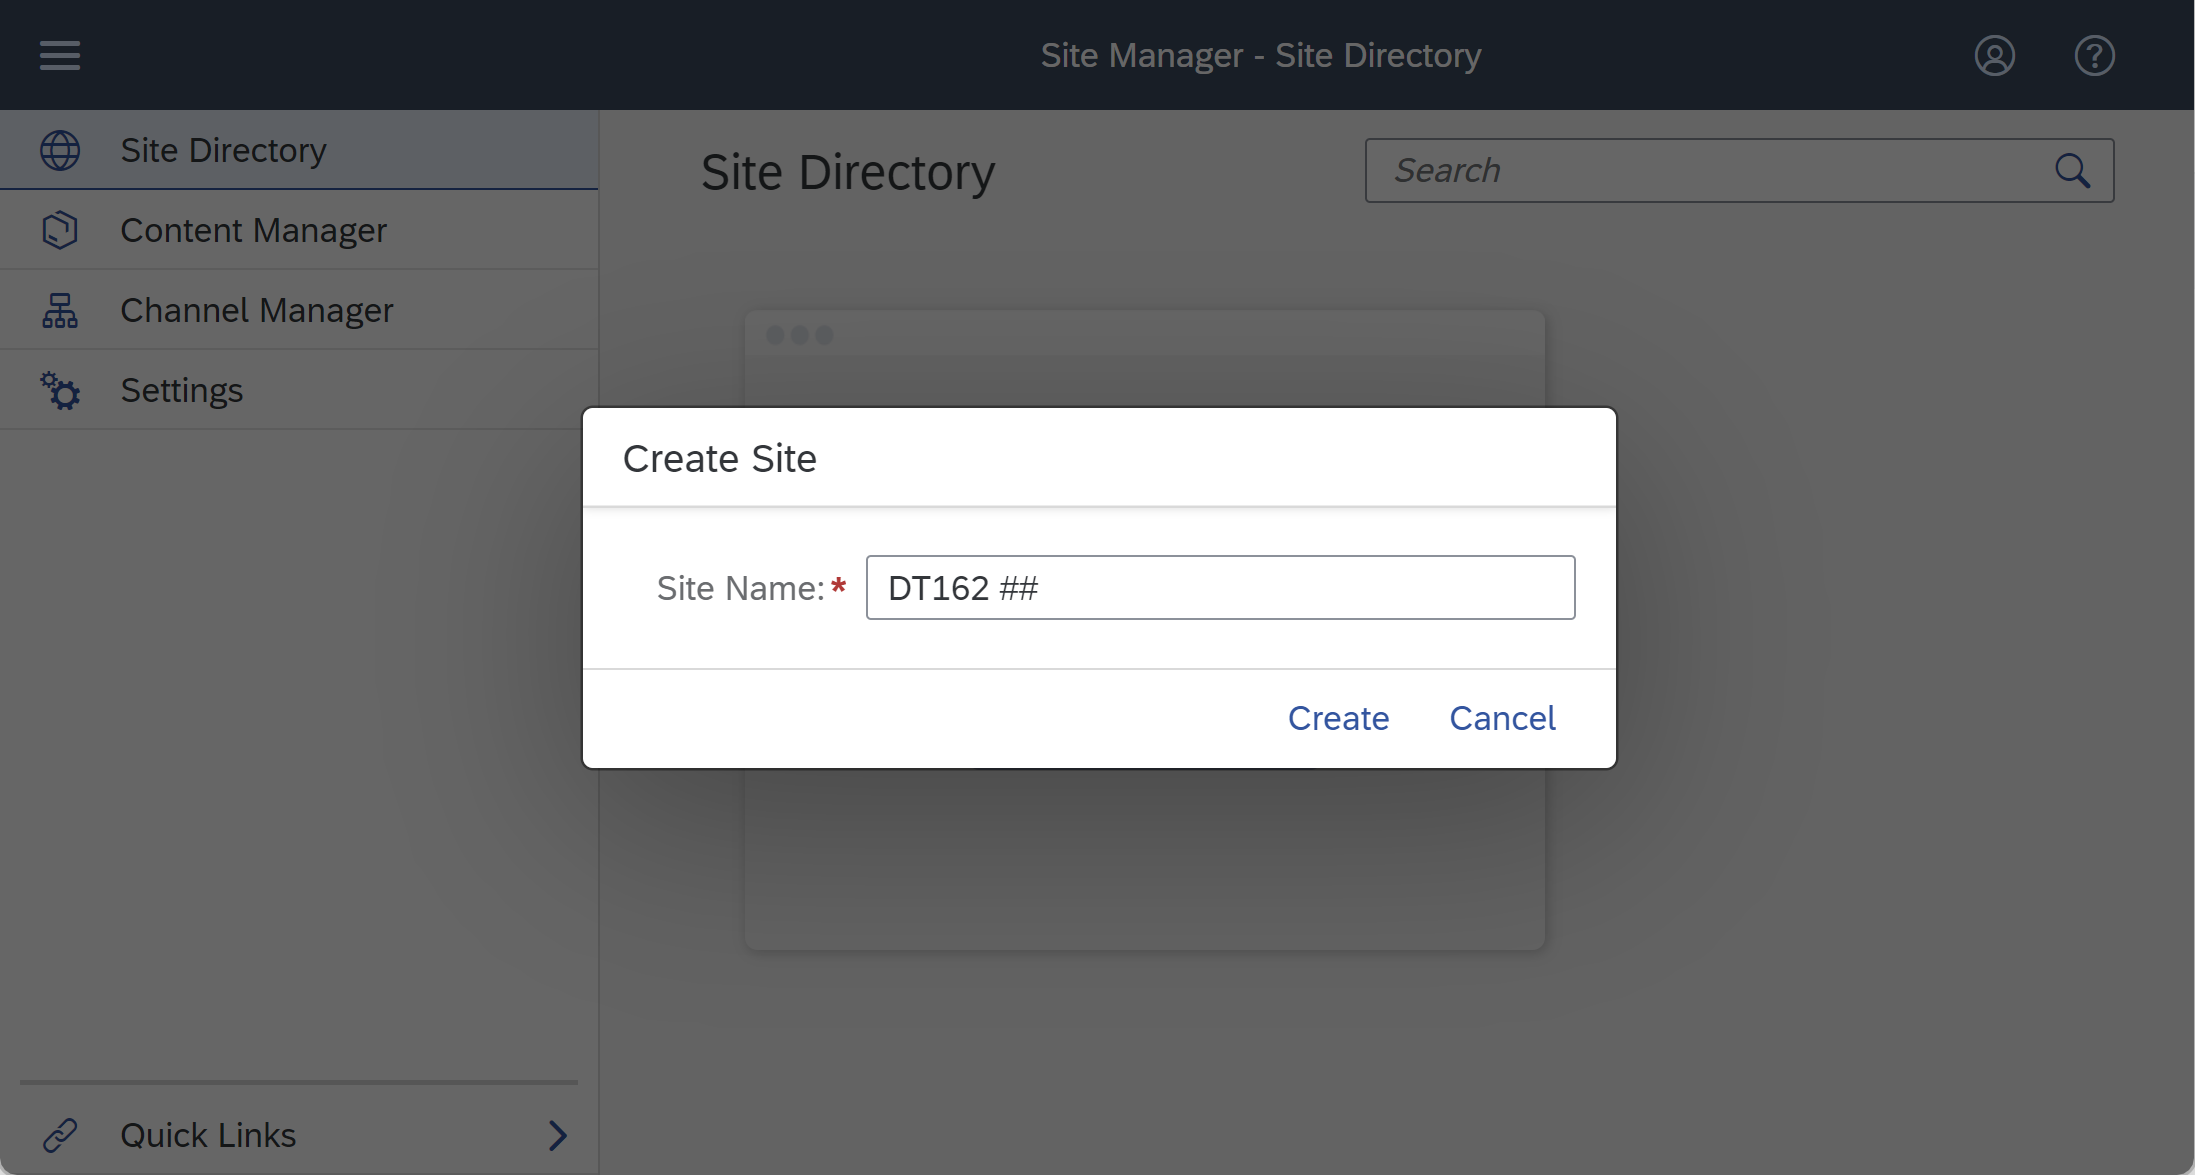 Site Manager - Site Directory
Site Directory
Content Manager
Channel Manager
Settings
Quick Links
Site Directory
Search
Create Site
Site Name:*
DT162 ##
Create
Cancel